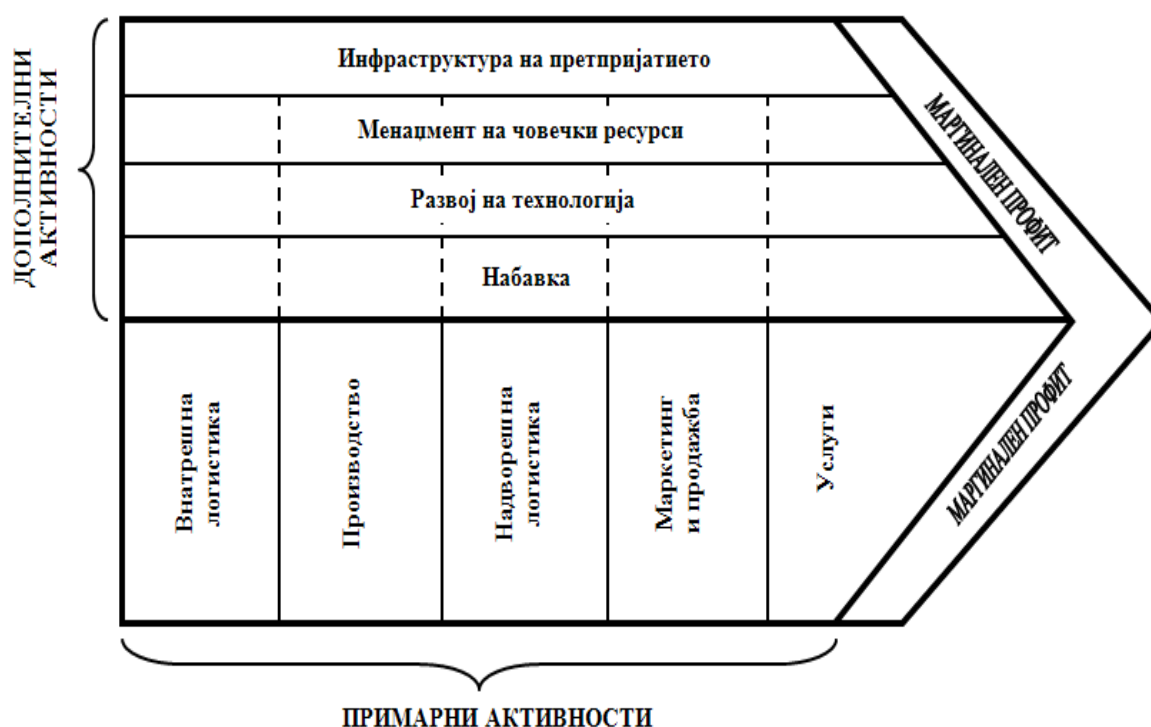 ДОПОЛНИТЕЛНИ
АКТИВНОСТИ
Инфраструктура на претпријатието
Менаџмент на човечки ресурси
Развој на технологија
Набавка
МАРГИНАЛЕН ПРОФИТ
Внатрешна
логистика
Производство
Надворешна
логистика
Маркетинг
и продажба
Услуги
МАРГИНАЛЕН ПРОФИТ
ПРИМАРНИ АКТИВНОСТИ